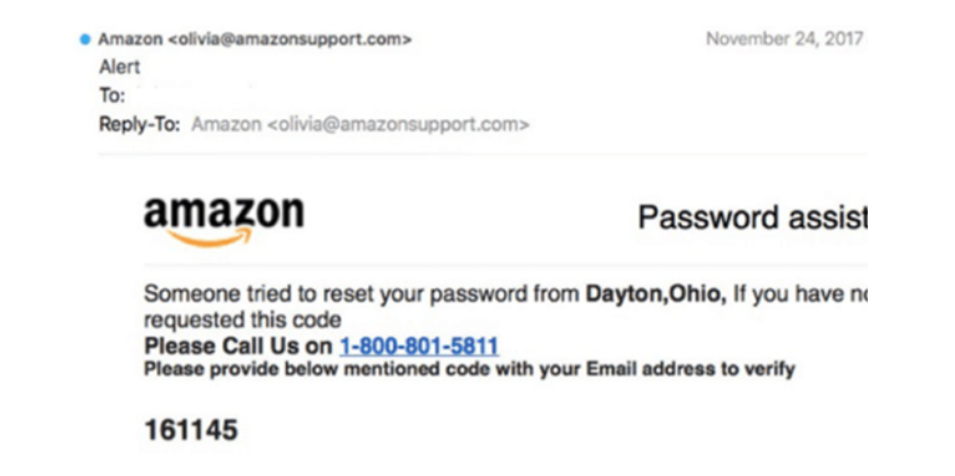 Amazon <olivia@amazonsupport.com>
November 24, 2017
Alert
To:
Reply-To: Amazon <olivia@amazonsupport.com>
amazon
Password assist
Someone tried to reset your password from Dayton,Ohio, If you have
requested this code
Please Call Us on 1-800-801-5811
Please provide below mentioned code with your Email address to verify
161145